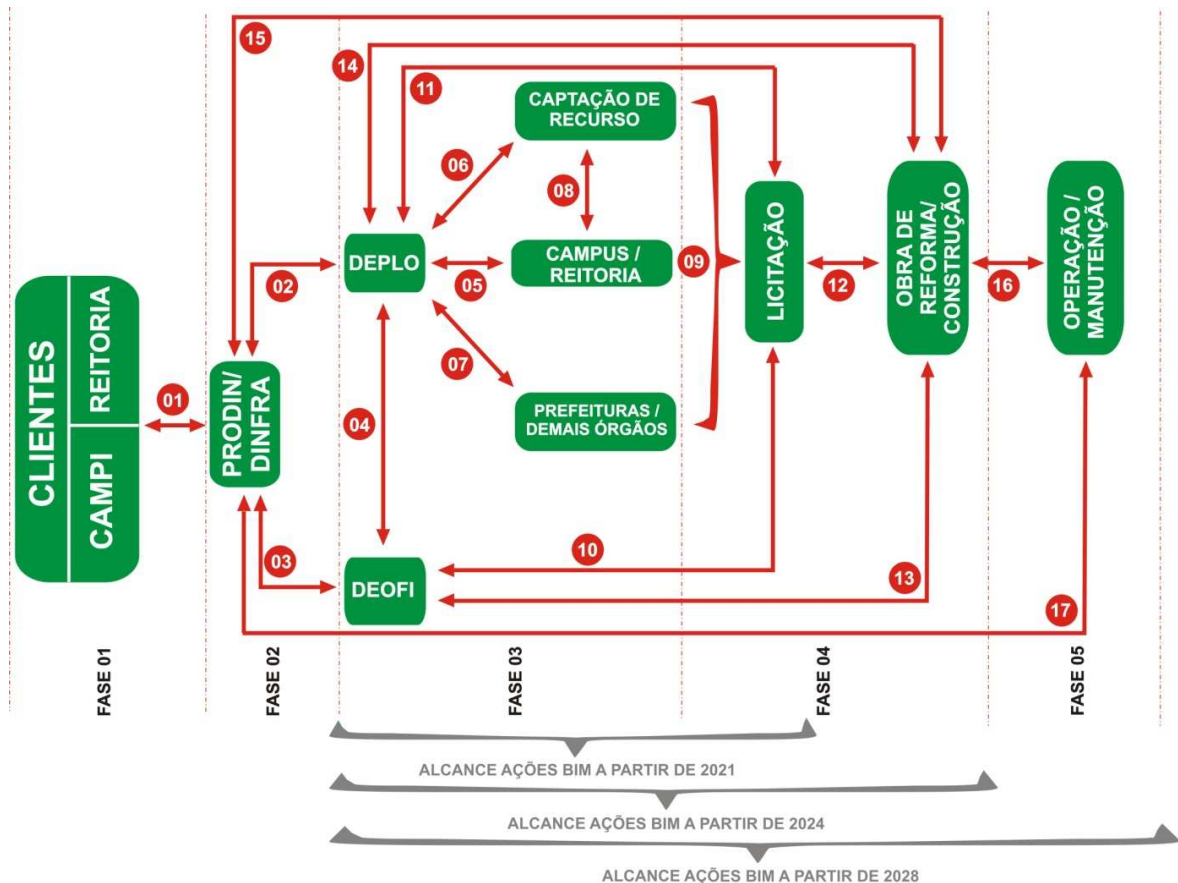 15
14
11
CAPTAÇÃO DE
RECURSO
06
08
DEPLO
05
CAMPUS /
REITORIA
09
LICITAÇÃO
12
OBRA DE
REFORMA/
CONSTRUÇÃO
16
OPERAÇÃO /
MANUTENÇÃO
02
07
CLIENTES
REITORIA
CAMPI
01
PRODIN/
DINFRA
04
PREFEITURAS /
DEMAIS ÓRGÃOS
03
10
DEOFI
13
17
FASE 01
FASE 02
FASE 03
FASE 04
FASE 05
ALCANCE AÇÕES BIM A PARTIR DE 2021
ALCANCE AÇÕES BIM A PARTIR DE 2024
ALCANCE AÇÕES BIM A PARTIR DE 2028